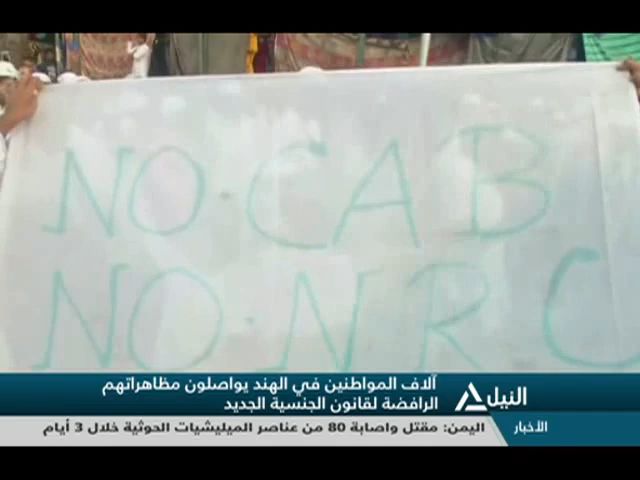 NO. CAB
NO. NRC
النيل
آلاف المواطنين في الهند يواصلون مظاهراتهم
الرافضة لقانون الجنسية الجديد
الأخبار
اليمن: مقتل واصابة 80 من عناصر الميليشيات الحوثية خلال 3 أيام